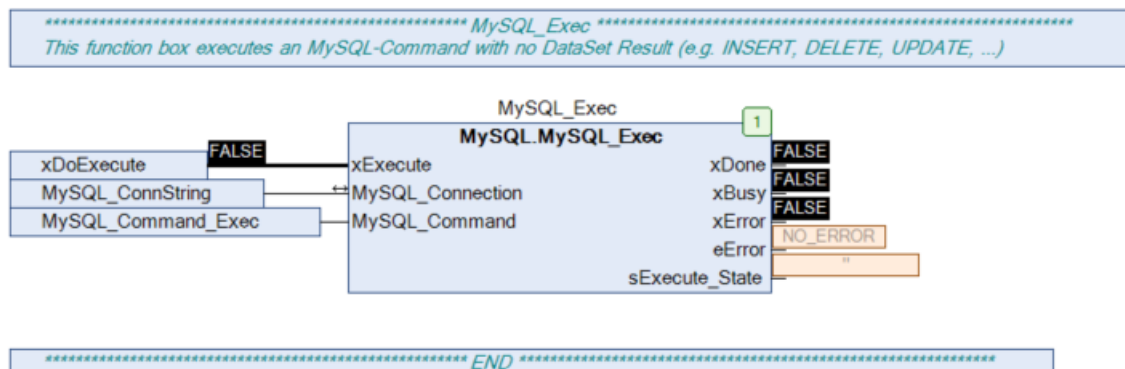 ******************************************************* MySQL_Exec **************************************************************
This function box executes an MySQL-Command with no DataSet Result (e.g. INSERT, DELETE, UPDATE, ...)
MySQL_Exec
1
MySQL.MySQL_Exec
xDoExecute FALSE xExecute xDone FALSE
MySQL_ConnString MySQL_Connection xBusy FALSE
MySQL_Command_Exec MySQL_Command xError FALSE
eError NO_ERROR
sExecute_State ''
******************************************************* END **************************************************************